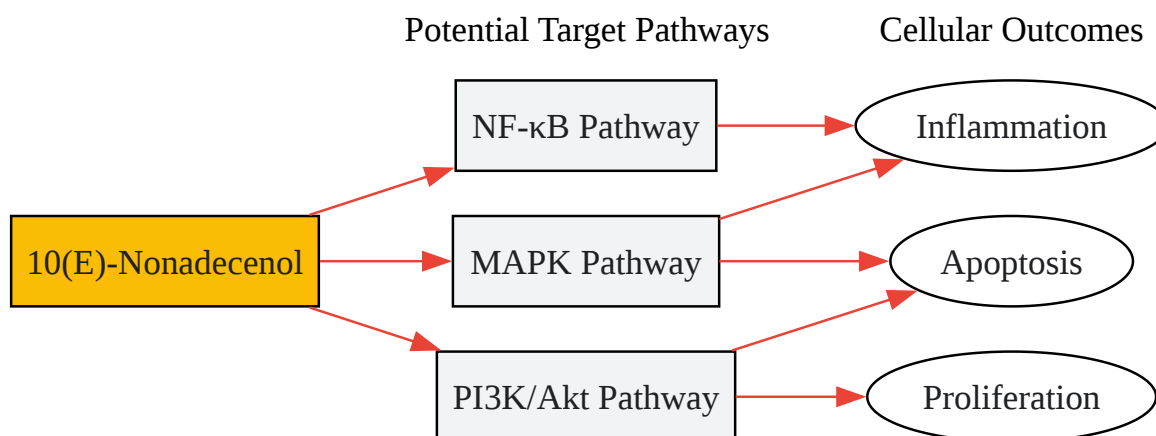 Potential Target Pathways
Cellular Outcomes
NF-κB Pathway
Inflammation
10(E)-Nonadecenol
MAPK Pathway
Apoptosis
PI3K/Akt Pathway
Proliferation